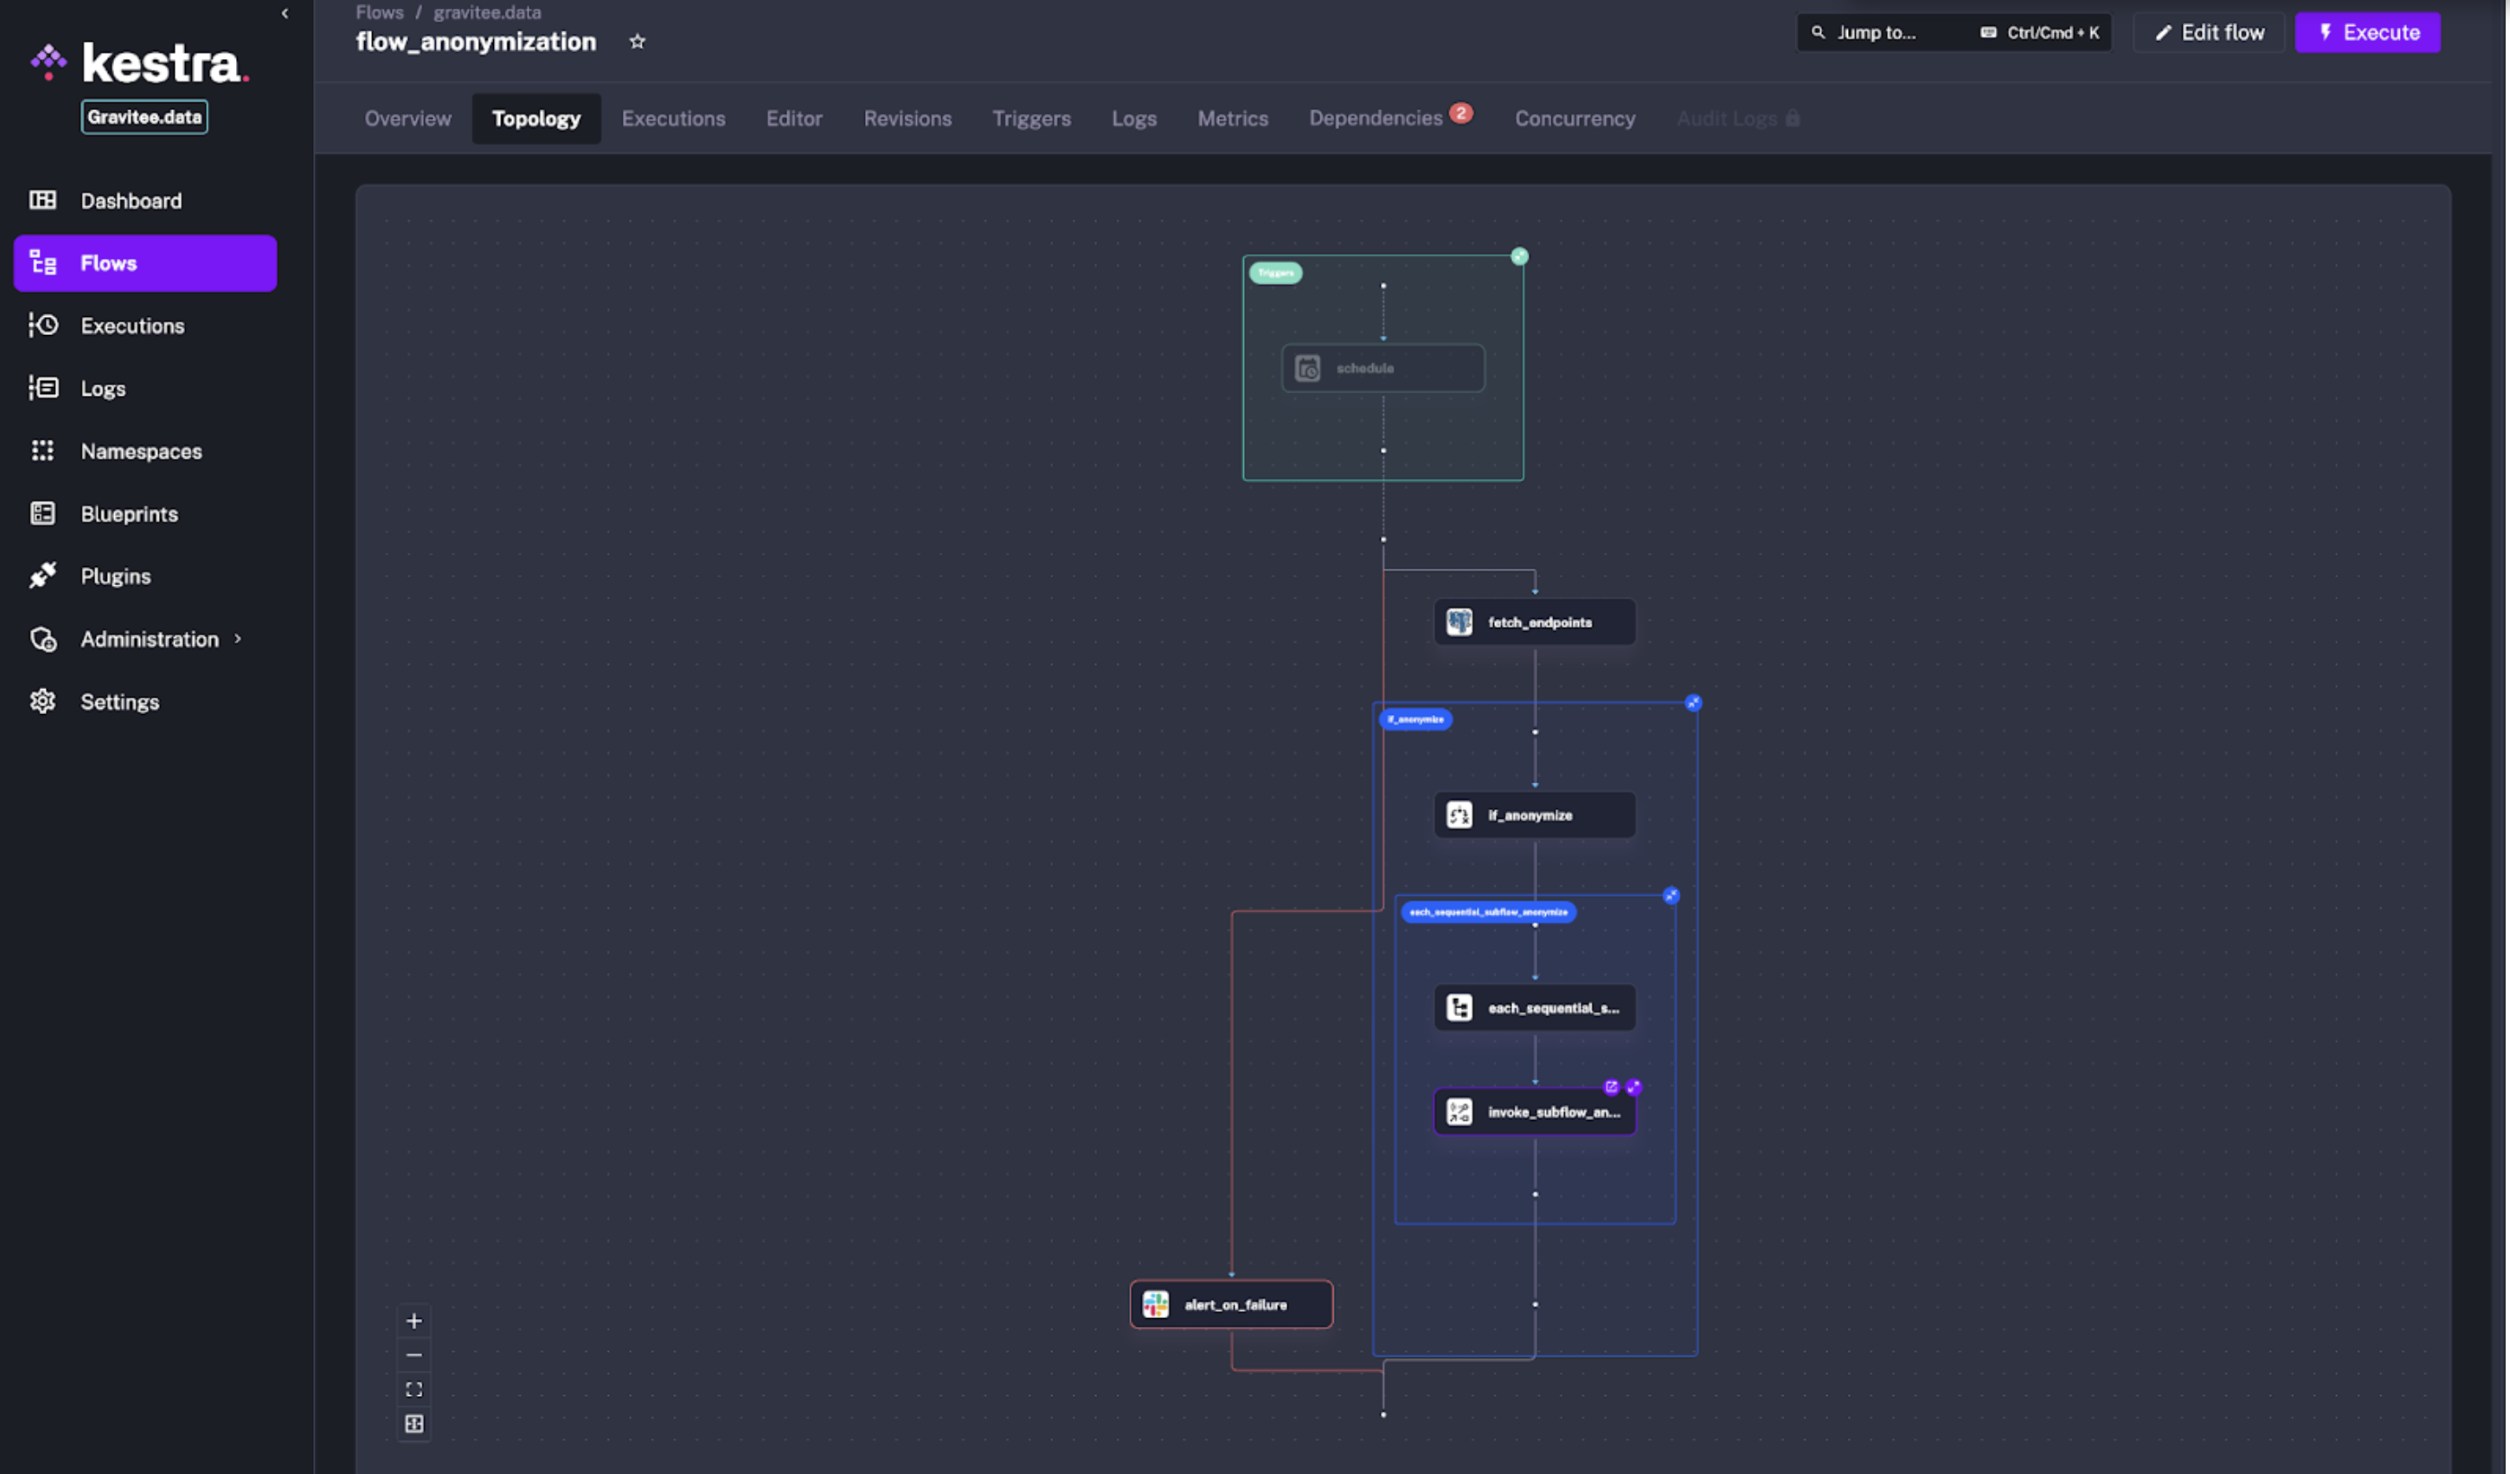 Flows / gravitee.data
flow_anonymization
Jump to... Ctrl/Cmd + K
Edit flow
Execute
kestra.
Gravitee.data
Overview Topology Executions Editor Revisions Triggers Logs Metrics Dependencies 2 Concurrency Audit Logs
Dashboard
Flows
Executions
Logs
Namespaces
Blueprints
Plugins
Administration
Settings
Triggers
schedule
fetch_endpoints
if_anonymize
if_anonymize
each_sequential_subflow_anonymize
each_sequential_s...
invoke_subflow_an...
alert_on_failure